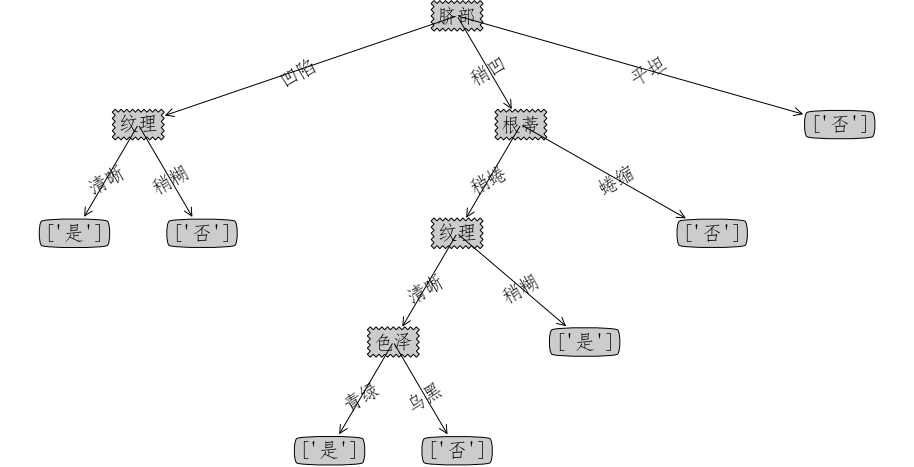 脐部
凹陷
稍凹
平坦
纹理
根蒂
['否']
清晰
稍糊
稍蜷
蜷缩
['是']
['否']
纹理
['否']
清晰
稍糊
色泽
['是']
青绿
乌黑
['是']
['否']